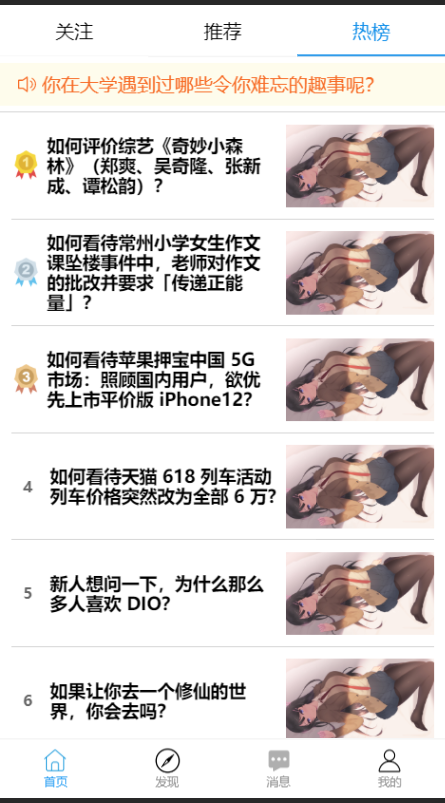 关注 推荐 热榜
你在大学遇到过哪些令你难忘的趣事呢？
1
如何评价综艺《奇妙小森
林》（郑爽、吴奇隆、张新
成、谭松韵）？
2
如何看待常州小学女生作文
课坠楼事件中，老师对作文
的批改并要求「传递正能
量」？
3
如何看待苹果押宝中国 5G
市场：照顾国内用户，欲优
先上市平价版 iPhone12?
4
如何看待天猫 618 列车活动
列车价格突然改为全部 6 万?
5
新人想问一下，为什么那么
多人喜欢 DIO?
6
如果让你去一个修仙的世
界，你会去吗?
首页 发现 消息 我的